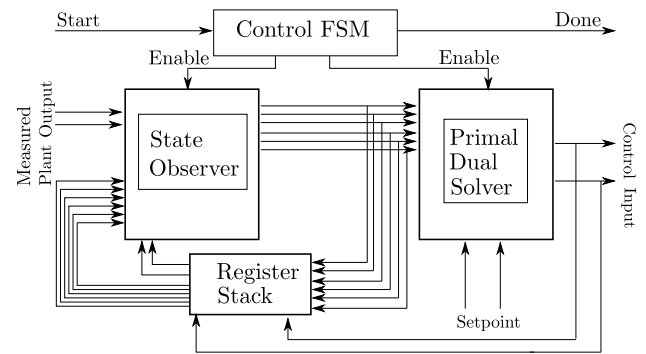 Start
Control FSM
Done
Enable
Enable
Measured
Plant Output
State
Observer
Primal
Dual
Solver
Control Input
Register
Stack
Setpoint